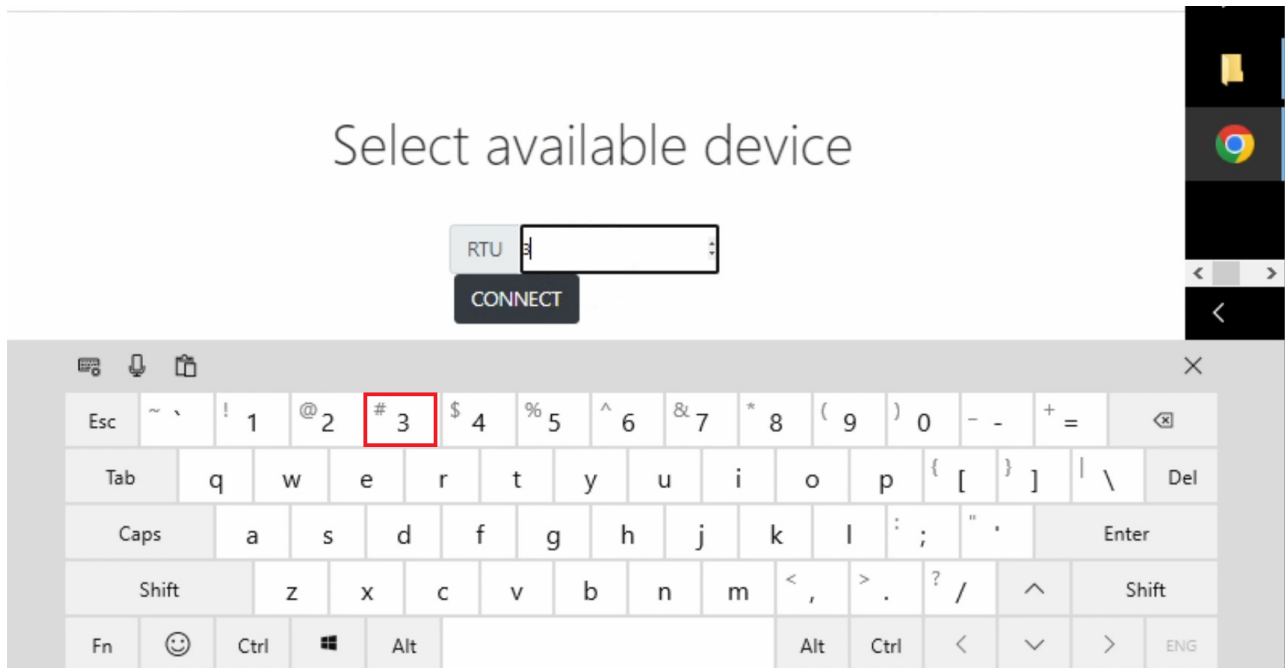 Select available device
RTU 3
CONNECT
Esc ~ ` ! 1 @ 2 # 3 $ 4 % 5 ^ 6 & 7 * 8 ( 9 ) 0 _ - + =
Tab q w e r t y u i o p { [ } ] | \ Del
Caps a s d f g h j k l : ; " ' Enter
Shift z x c v b n m < , > . ? / Shift
Fn Ctrl Alt Alt Ctrl ENG